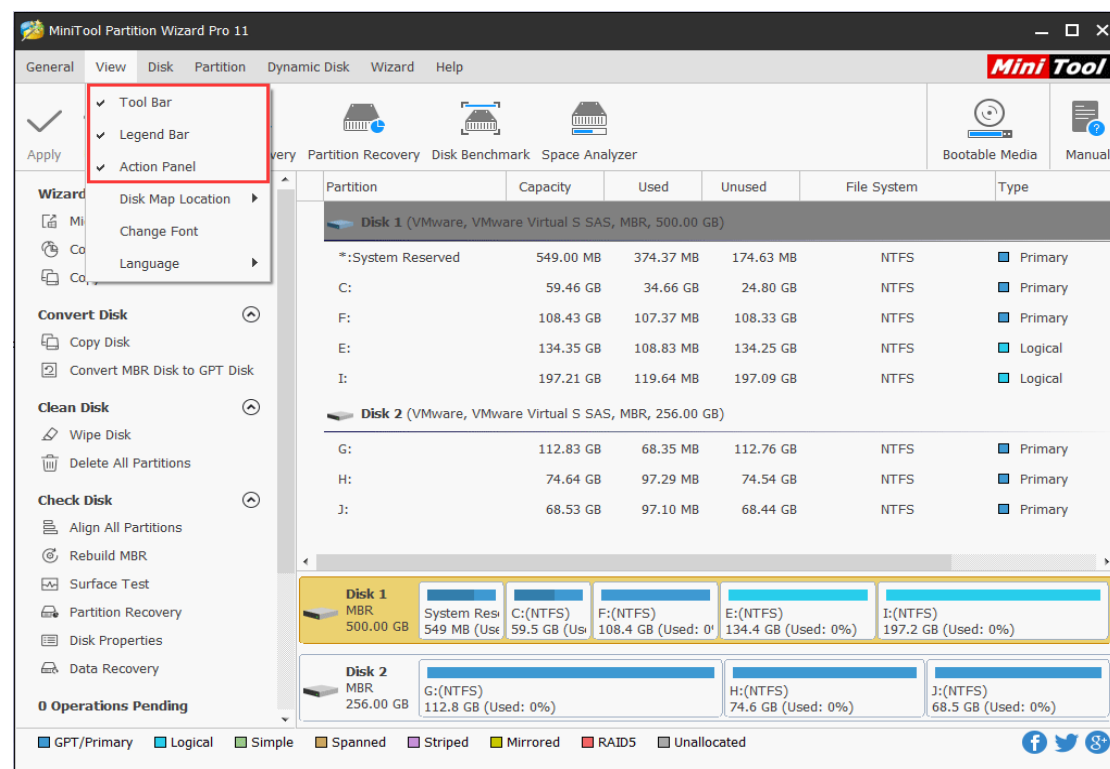 MiniTool Partition Wizard Pro 11
General View Disk Partition Dynamic Disk Wizard Help
Mini Tool
Tool Bar
Legend Bar
Action Panel
Disk Map Location
Change Font
Language
Apply
very Partition Recovery Disk Benchmark Space Analyzer Bootable Media Manual
Wizard
Mi
Co
Copy
Convert Disk
Copy Disk
Convert MBR Disk to GPT Disk
Clean Disk
Wipe Disk
Delete All Partitions
Check Disk
Align All Partitions
Rebuild MBR
Surface Test
Partition Recovery
Disk Properties
Data Recovery
0 Operations Pending
Partition Capacity Used Unused File System Type
Disk 1 (VMware, VMware Virtual S SAS, MBR, 500.00 GB)
*:System Reserved 549.00 MB 374.37 MB 174.63 MB NTFS Primary
C: 59.46 GB 34.66 GB 24.80 GB NTFS Primary
F: 108.43 GB 107.37 MB 108.33 GB NTFS Primary
E: 134.35 GB 108.83 MB 134.25 GB NTFS Logical
I: 197.21 GB 119.64 MB 197.09 GB NTFS Logical
Disk 2 (VMware, VMware Virtual S SAS, MBR, 256.00 GB)
G: 112.83 GB 68.35 MB 112.76 GB NTFS Primary
H: 74.64 GB 97.29 MB 74.54 GB NTFS Primary
J: 68.53 GB 97.10 MB 68.44 GB NTFS Primary
Disk 1
MBR
500.00 GB
System Rese C:(NTFS) F:(NTFS) E:(NTFS) I:(NTFS)
549 MB (Use 59.5 GB (Us 108.4 GB (Used: 0 134.4 GB (Used: 0%) 197.2 GB (Used: 0%)
Disk 2
MBR
256.00 GB
G:(NTFS) H:(NTFS) J:(NTFS)
112.8 GB (Used: 0%) 74.6 GB (Used: 0%) 68.5 GB (Used: 0%)
GPT/Primary Logical Simple Spanned Striped Mirrored RAID5 Unallocated